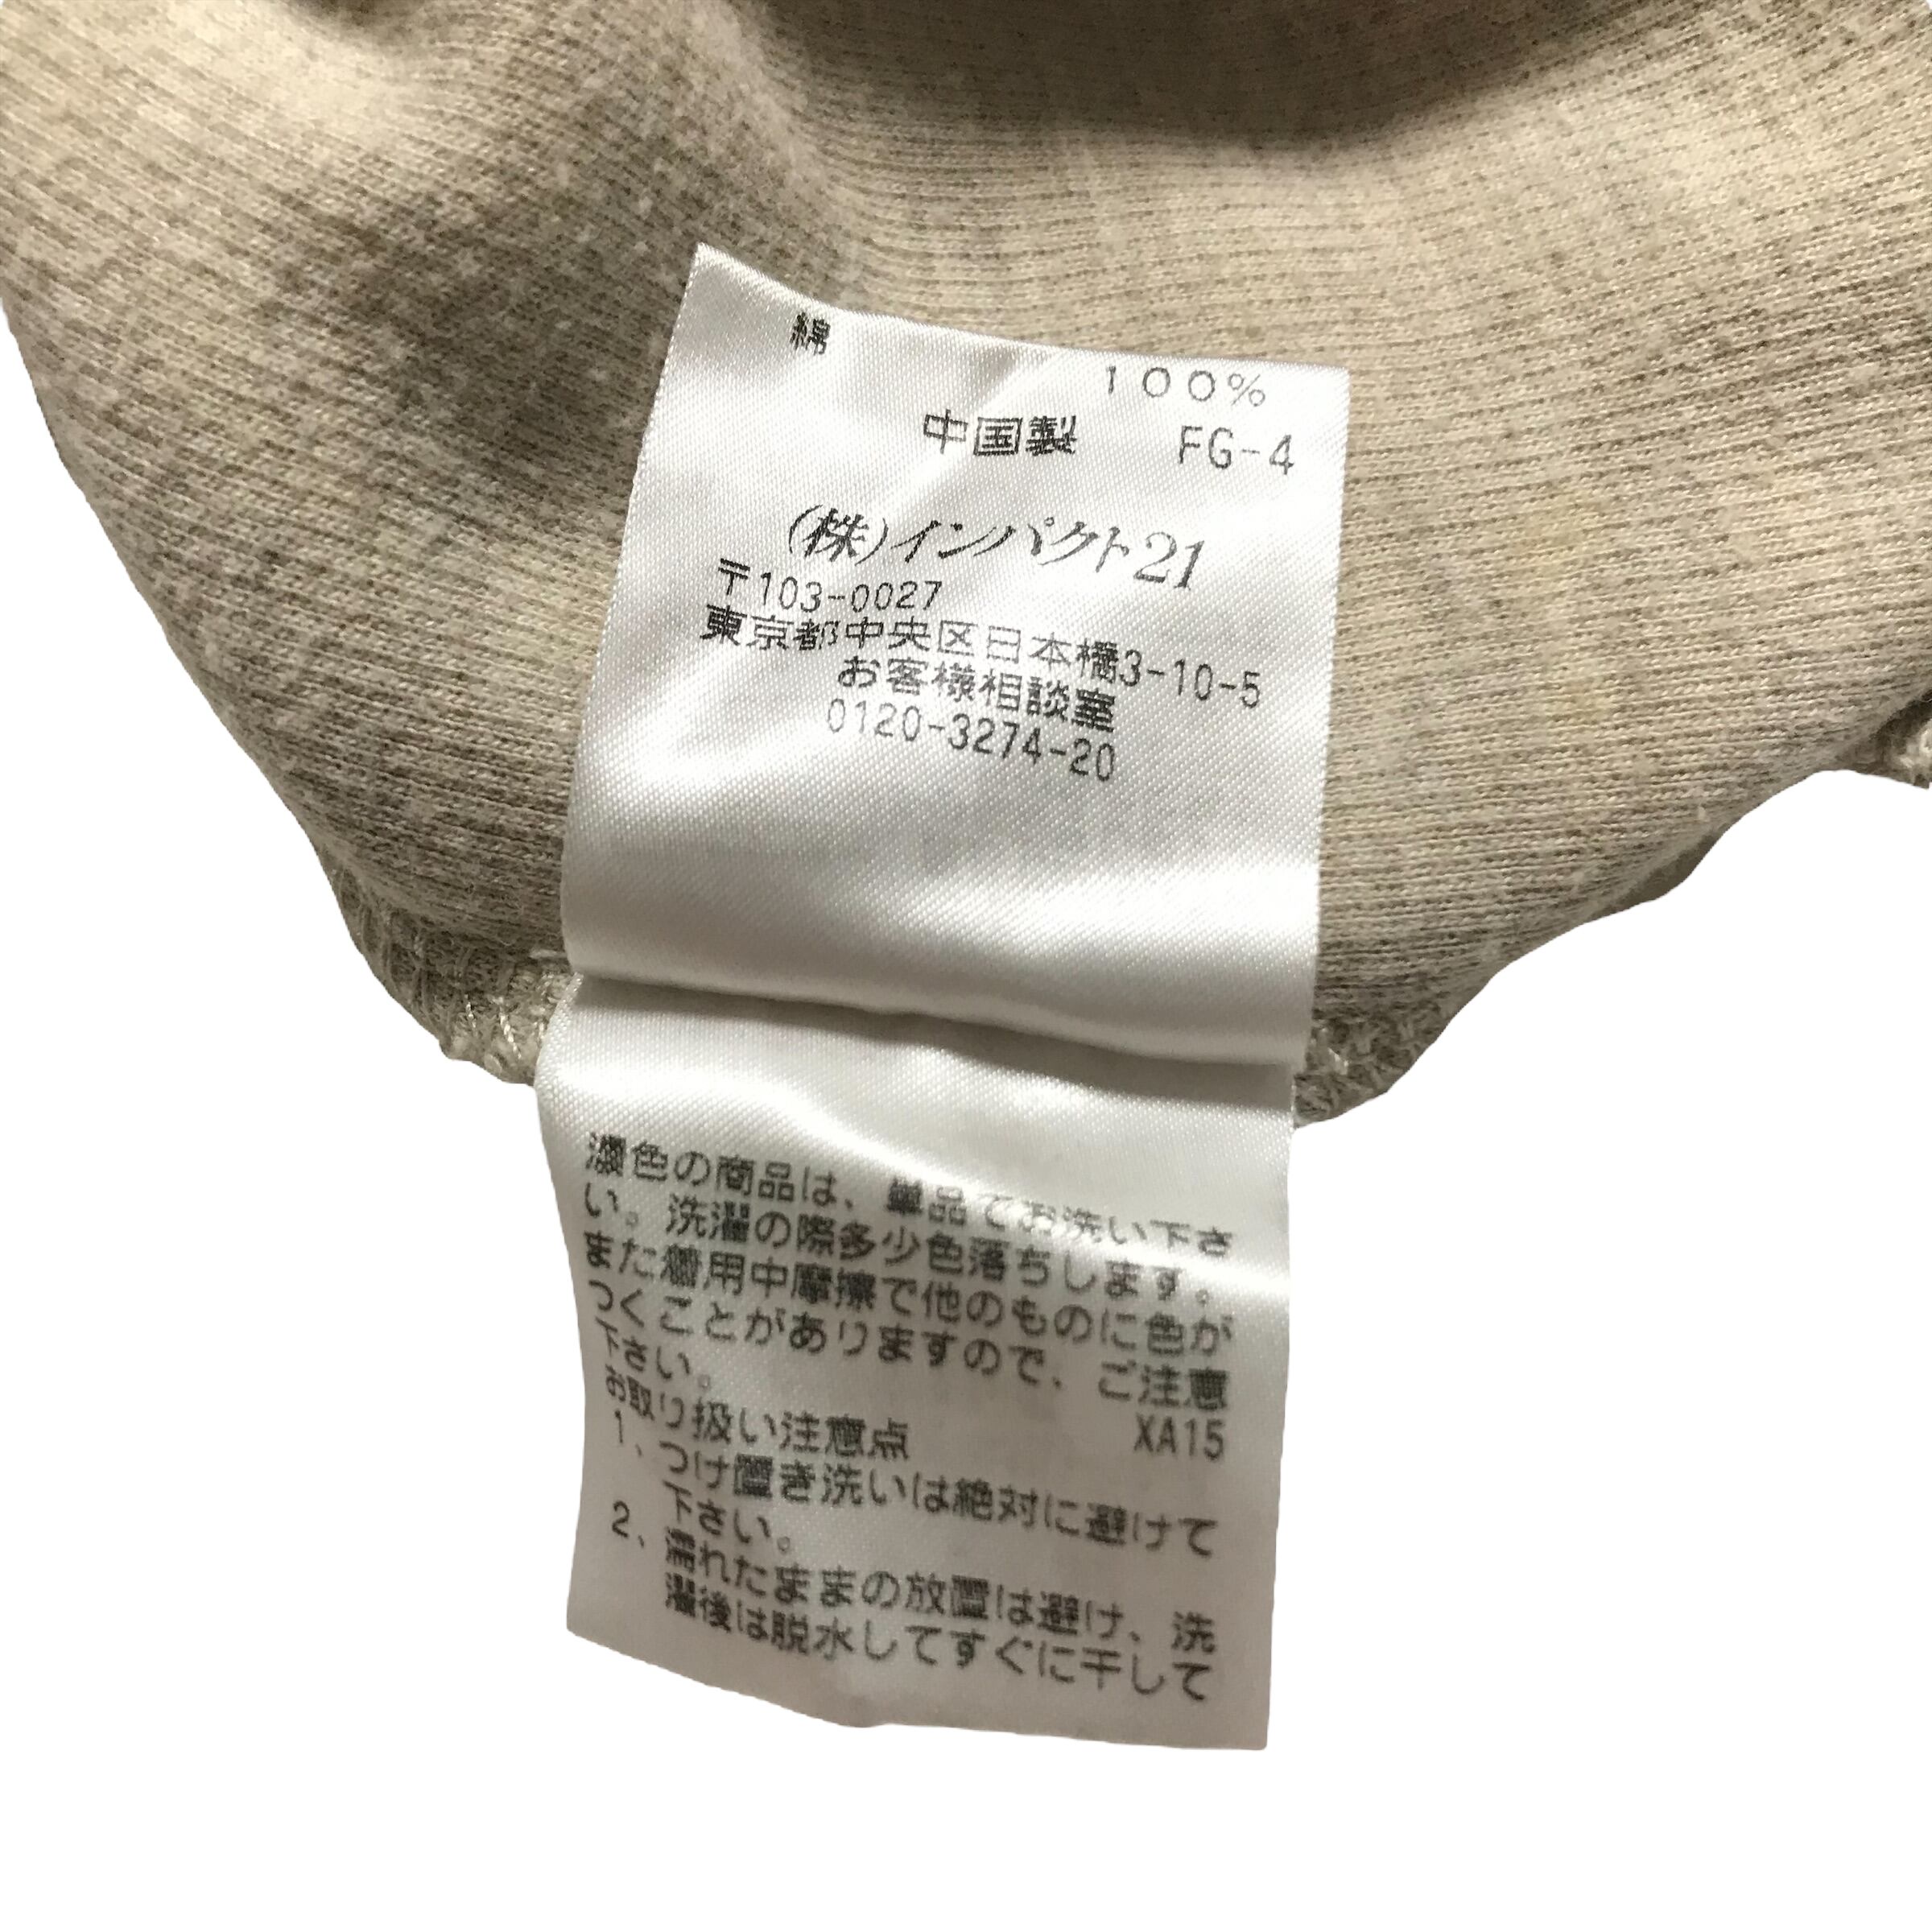 綿
100%
中国製 FG-4
(株)インパクト21
〒103-0027
東京都中央区日本橋3-10-5
お客様相談室
0120-3274-20
濃色の商品は、単品でお洗い下さ
い。洗濯の際多少色落ちします。
また着用中摩擦で他のものに色が
つくことがありますので、ご注意
下さい。
お取り扱い注意点 XA15
1、つけ置き洗いは絶対に避けて
下さい。
2、濡れたままの放置は避け、洗
濯後は脱水してすぐに干して